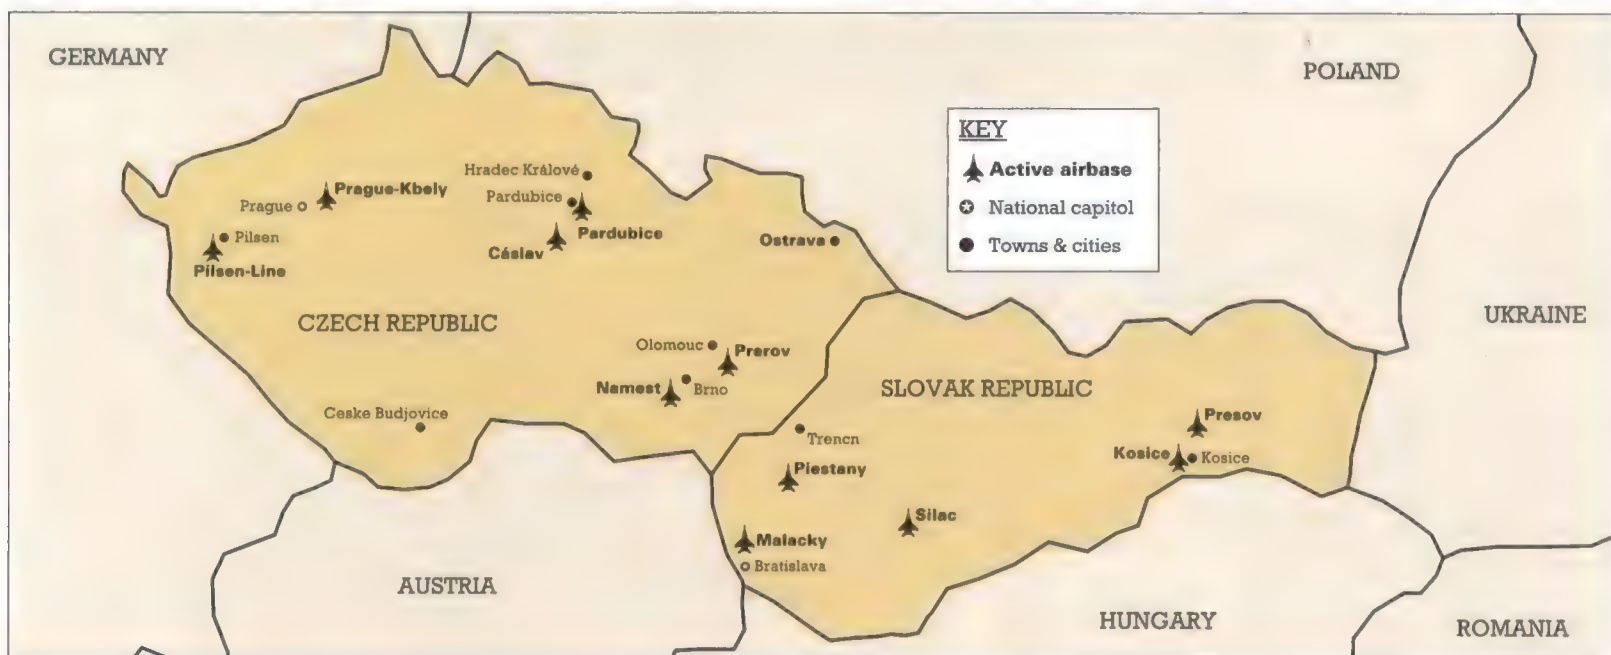 GERMANY
POLAND
KEY
Active airbase
National capitol
Towns & cities
Hradec Králové
Prague-Kbely
Pardubice
Prague
Pardubice
Pilsen
Cáslav
Ostrava
Pilsen-Line
CZECH REPUBLIC
UKRAINE
Olomouc
Prerov
Namest
Brno
SLOVAK REPUBLIC
Ceske Budjovice
Presov
Trencn
Kosice
Kosice
Piestany
Silac
Malacky
Bratislava
AUSTRIA
HUNGARY
ROMANIA